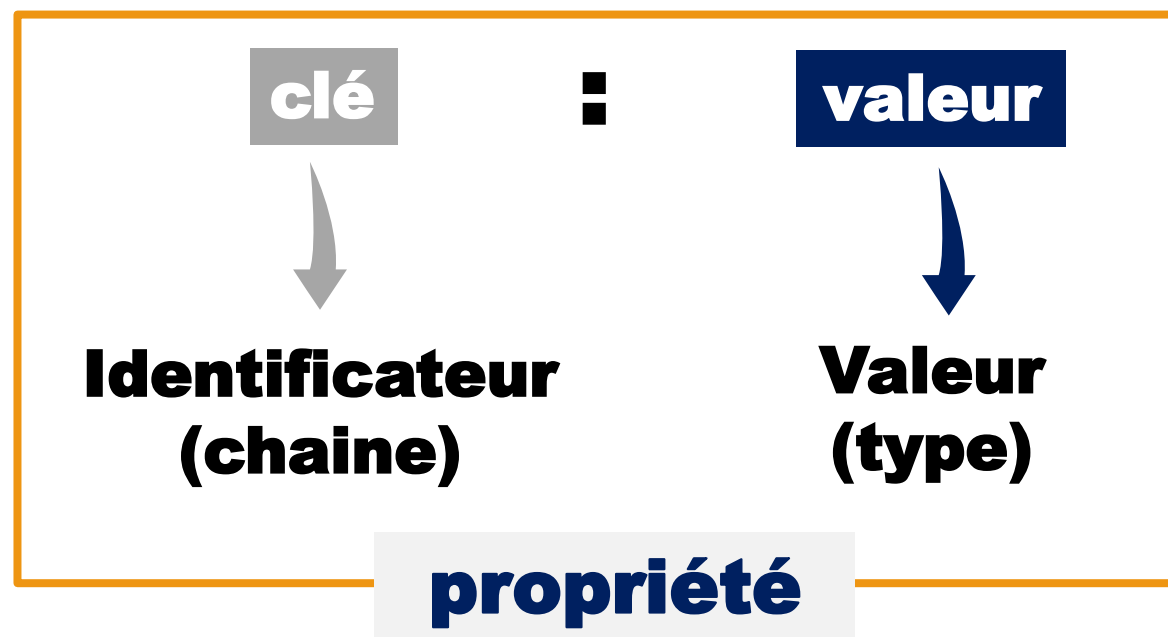 clé : valeur
Identificateur
(chaine)
Valeur
(type)
propriété